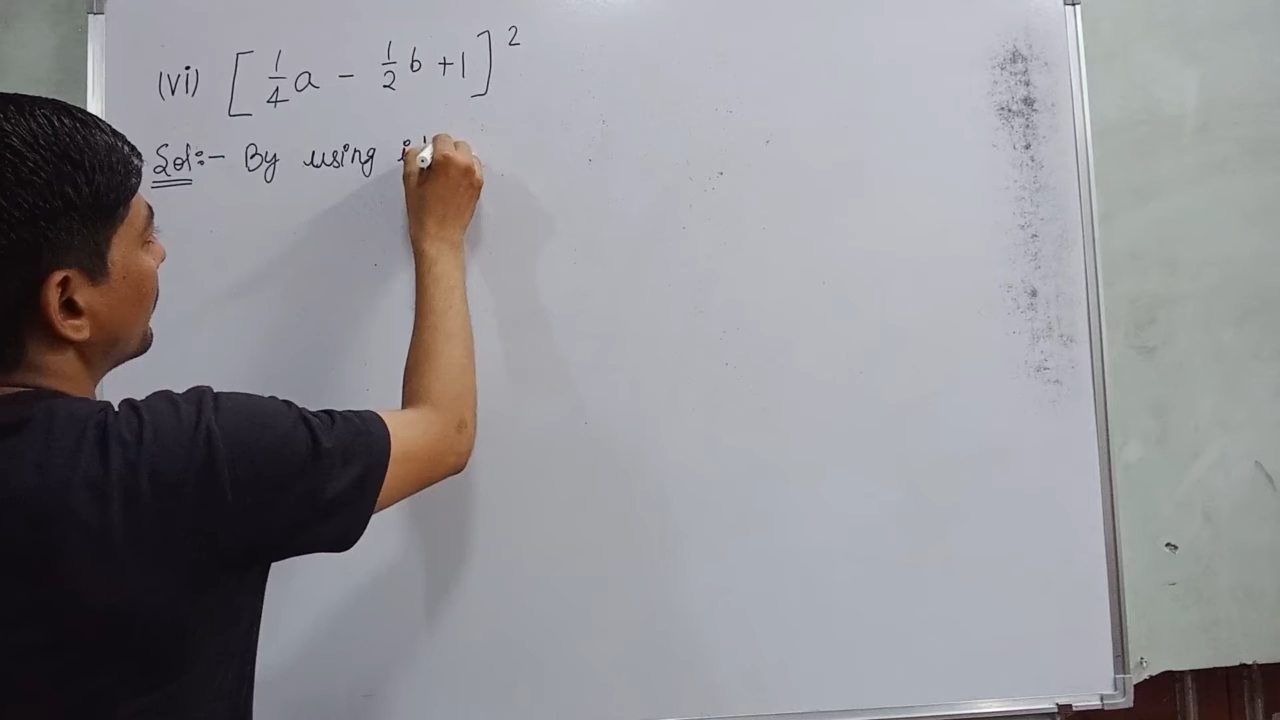 (vi) [1/4 a - 1/2 b + 1]²
Sol:- By using